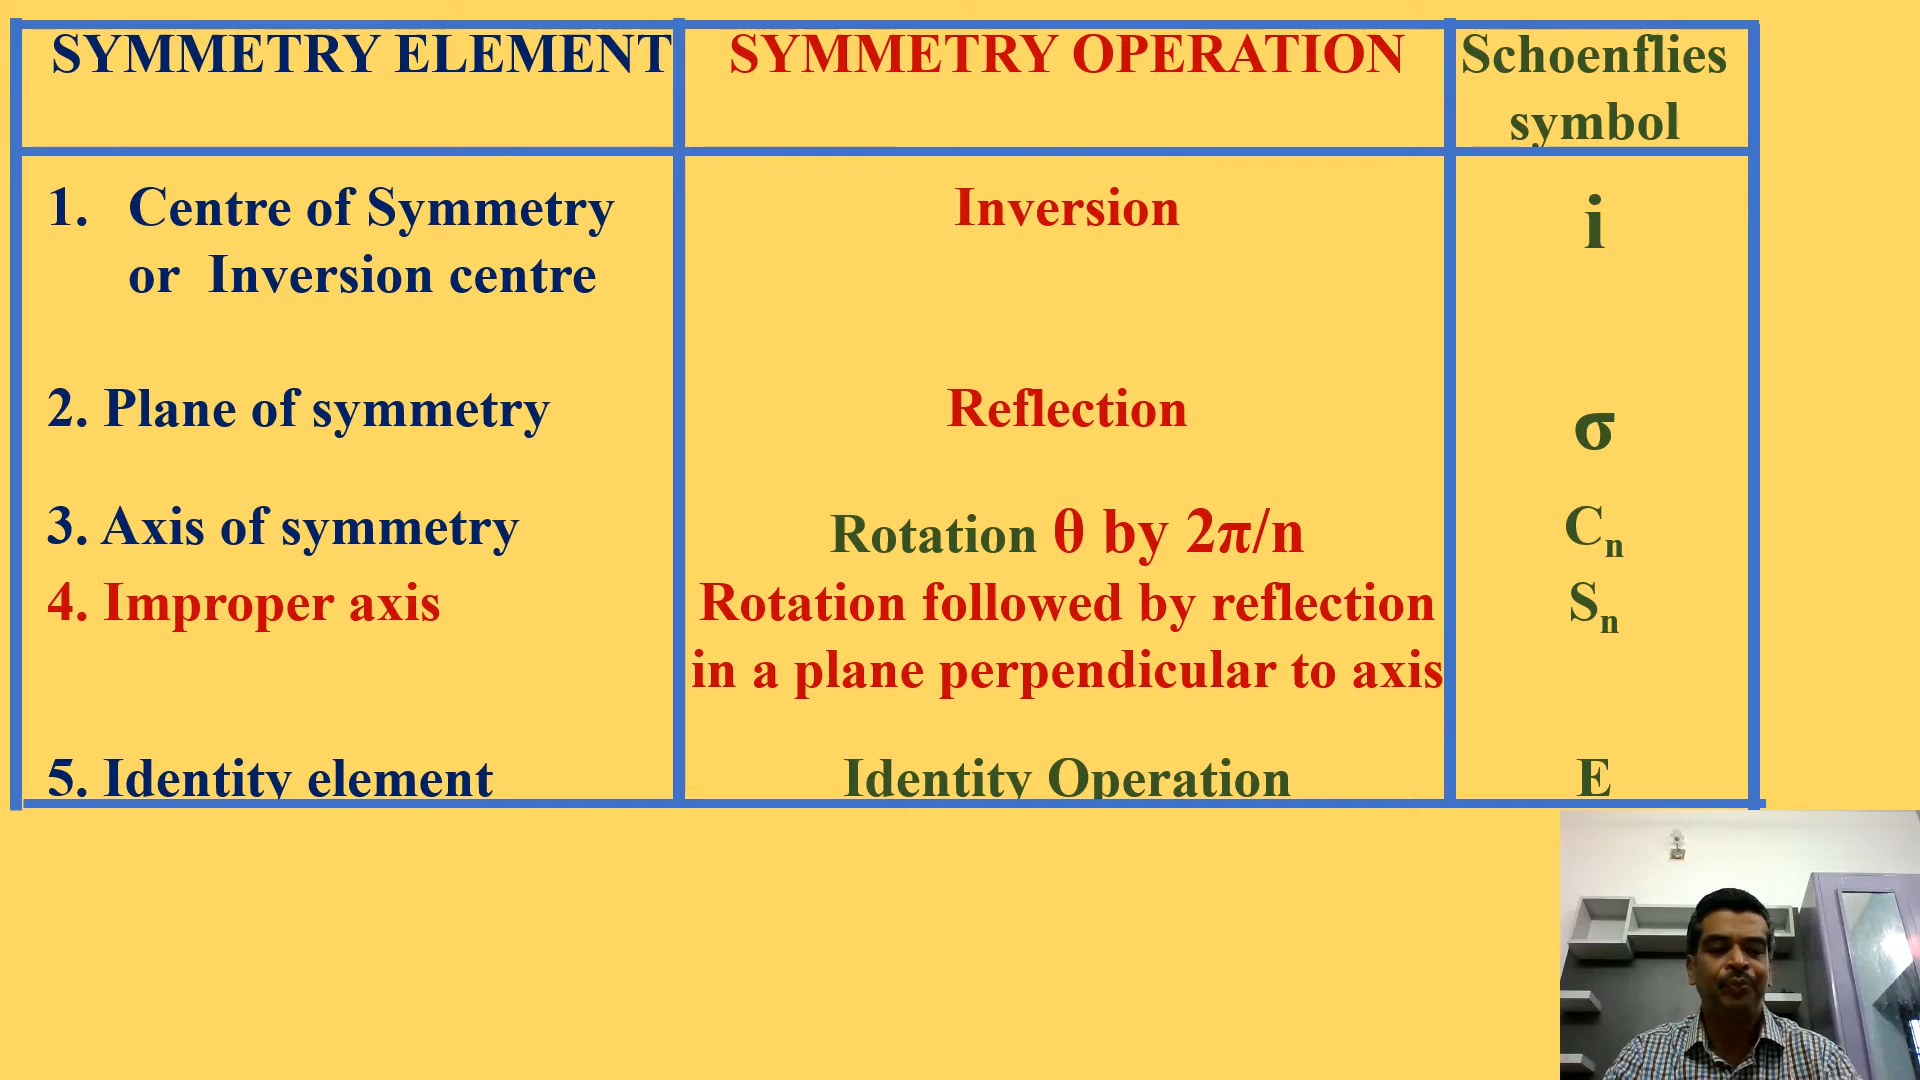 SYMMETRY ELEMENT
SYMMETRY OPERATION
Schoenflies
symbol
1. Centre of Symmetry
or Inversion centre
Inversion
i
2. Plane of symmetry
Reflection
σ
3. Axis of symmetry
Rotation θ by 2π/n
Cₙ
4. Improper axis
Rotation followed by reflection
in a plane perpendicular to axis
Sₙ
5. Identity element
Identity Operation
E